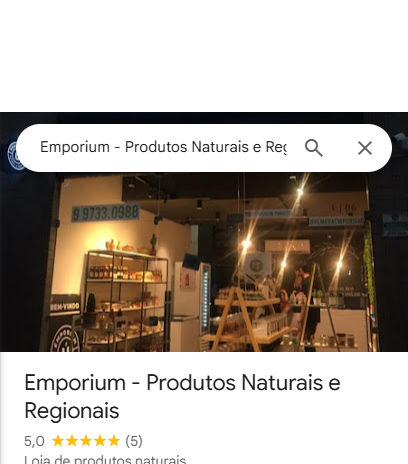 Emporium - Produtos Naturais e Reg
9 9733.0988
BEM-VINDO
Emporium - Produtos Naturais e
Regionais
5,0 ★★★★★ (5)
Loja de produtos naturais